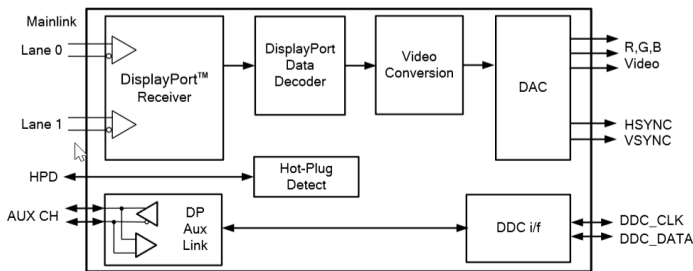 Mainlink
Lane 0
Lane 1
DisplayPort™
Receiver
DisplayPort
Data
Decoder
Video
Conversion
DAC
R,G,B
Video
HSYNC
VSYNC
HPD
Hot-Plug
Detect
AUX CH
DP
Aux
Link
DDC i/f
DDC_CLK
DDC_DATA